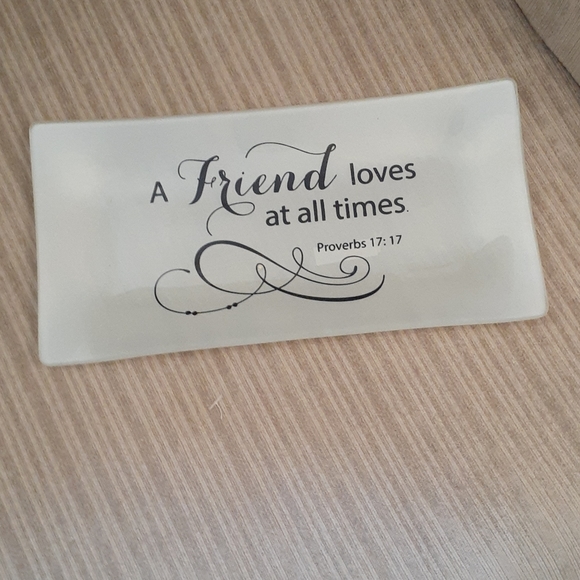 A Friend loves
at all times.
Proverbs 17:17